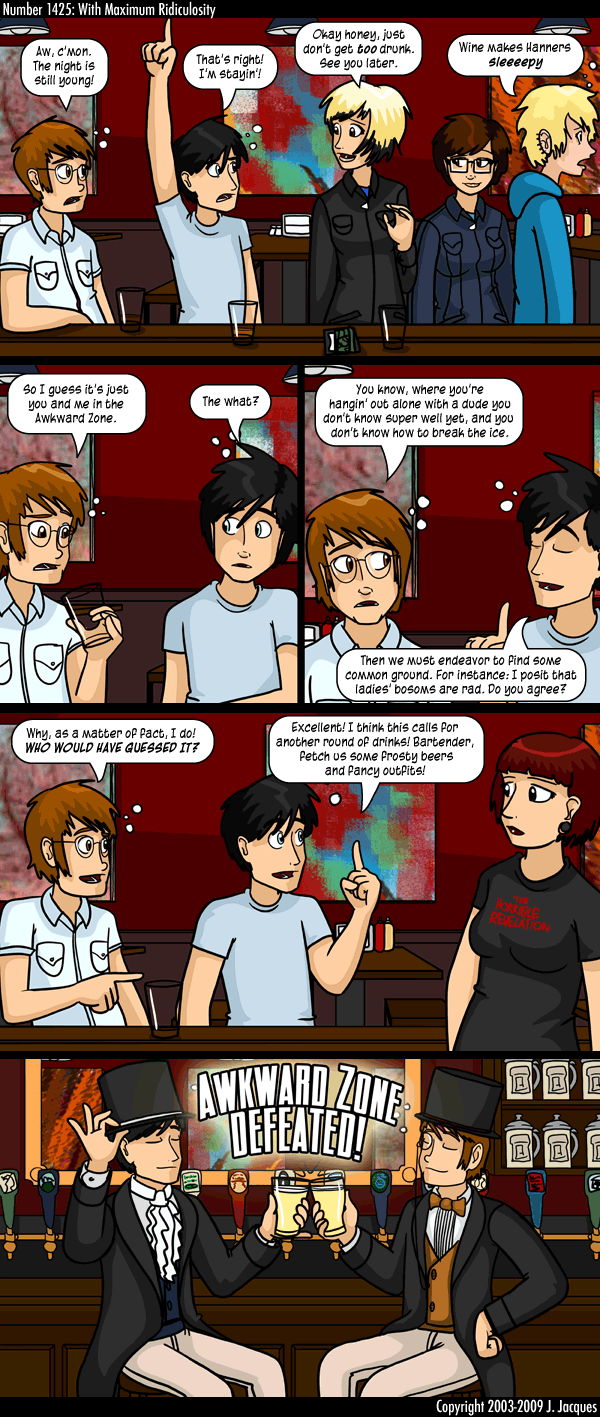 Number 1425: With Maximum Ridiculosity
Aw, c'mon.
The night is
still young!
That's right!
I'm stayin'!
Okay honey, just
don't get too drunk.
See you later.
Wine makes Hanners
sleeeepy
So I guess it's just
you and me in the
Awkward Zone.
The what?
You know, where you're
hangin' out alone with a dude you
don't know super well yet, and you
don't know how to break the ice.
Then we must endeavor to find some
common ground. For instance: I posit that
ladies' bosoms are rad. Do you agree?
Why, as a matter of fact, I do!
WHO WOULD HAVE GUESSED IT?
Excellent! I think this calls for
another round of drinks! Bartender,
fetch us some frosty beers
and fancy outfits!
THE
POSSIBLE
REVELATION
AWKWARD ZONE
DEFEATED!
Copyright 2003-2009 J. Jacques